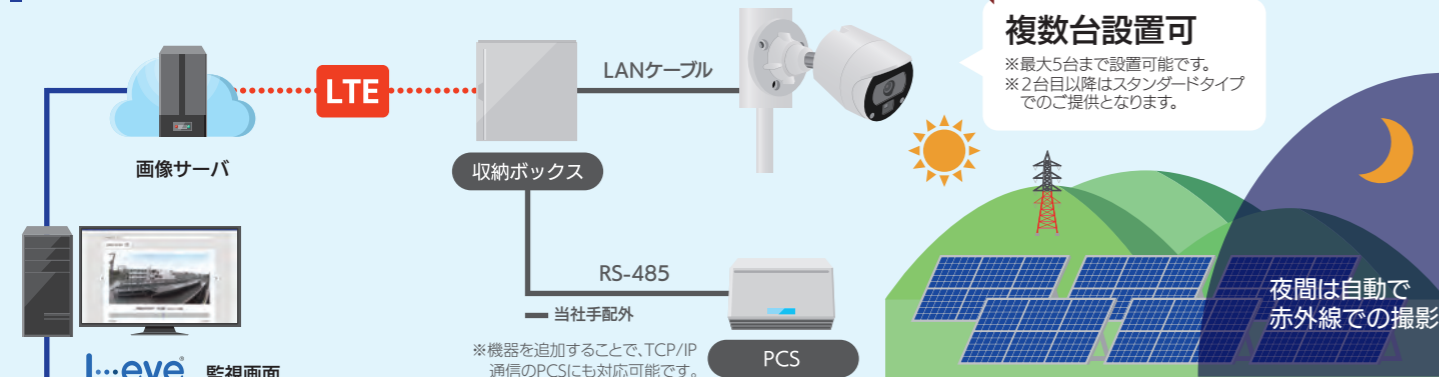 複数台設置可
※最大5台まで設置可能です。
※2台目以降はスタンダードタイプ
でのご提供となります。
LANケーブル
LTE
画像サーバ
収納ボックス
RS-485
当社手配外
※機器を追加することで、TCP/IP
通信のPCSにも対応可能です。
PCS
夜間は自動で
赤外線での撮影
監視画面